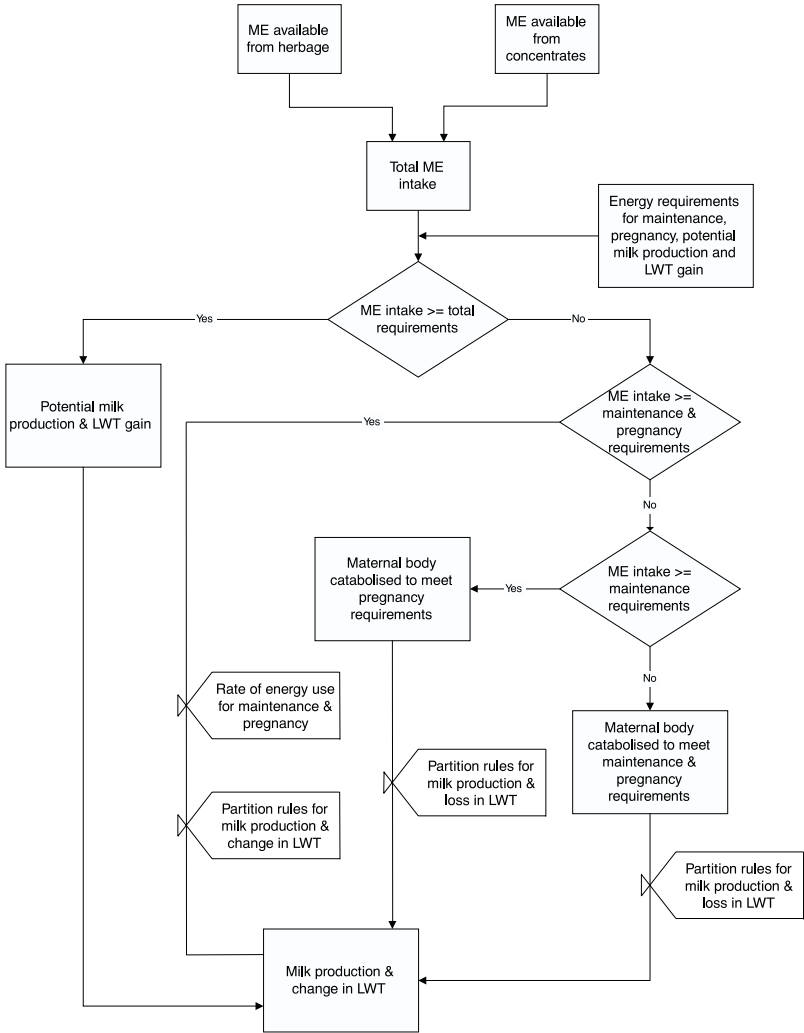 ME available
from herbage
ME available
from
concentrates
Total ME
intake
Energy requirements
for maintenance,
pregnancy, potential
milk production and
LWT gain
ME intake >= total
requirements
Yes
No
Potential milk
production & LWT gain
ME intake >=
maintenance &
pregnancy
requirements
Yes
No
Maternal body
catabolised to meet
pregnancy
requirements
Yes
ME intake >=
maintenance
requirements
No
Rate of energy use
for maintenance &
pregnancy
Maternal body
catabolised to meet
maintenance &
pregnancy
requirements
Partition rules for
milk production &
loss in LWT
Partition rules for
milk production &
change in LWT
Partition rules for
milk production &
loss in LWT
Milk production &
change in LWT